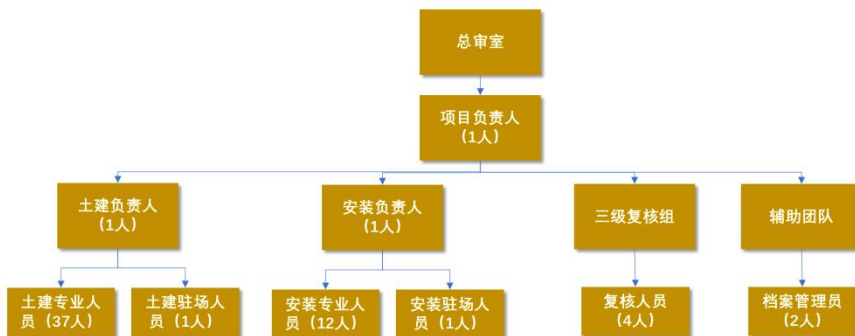 总审室
项目负责人
（1人）
土建负责人
（1人）
安装负责人
（1人）
三级复核组
辅助团队
土建专业人
员（37人）
土建驻场人
员（1人）
安装专业人
员（12人）
安装驻场人
员（1人）
复核人员
（4人）
档案管理员
（2人）